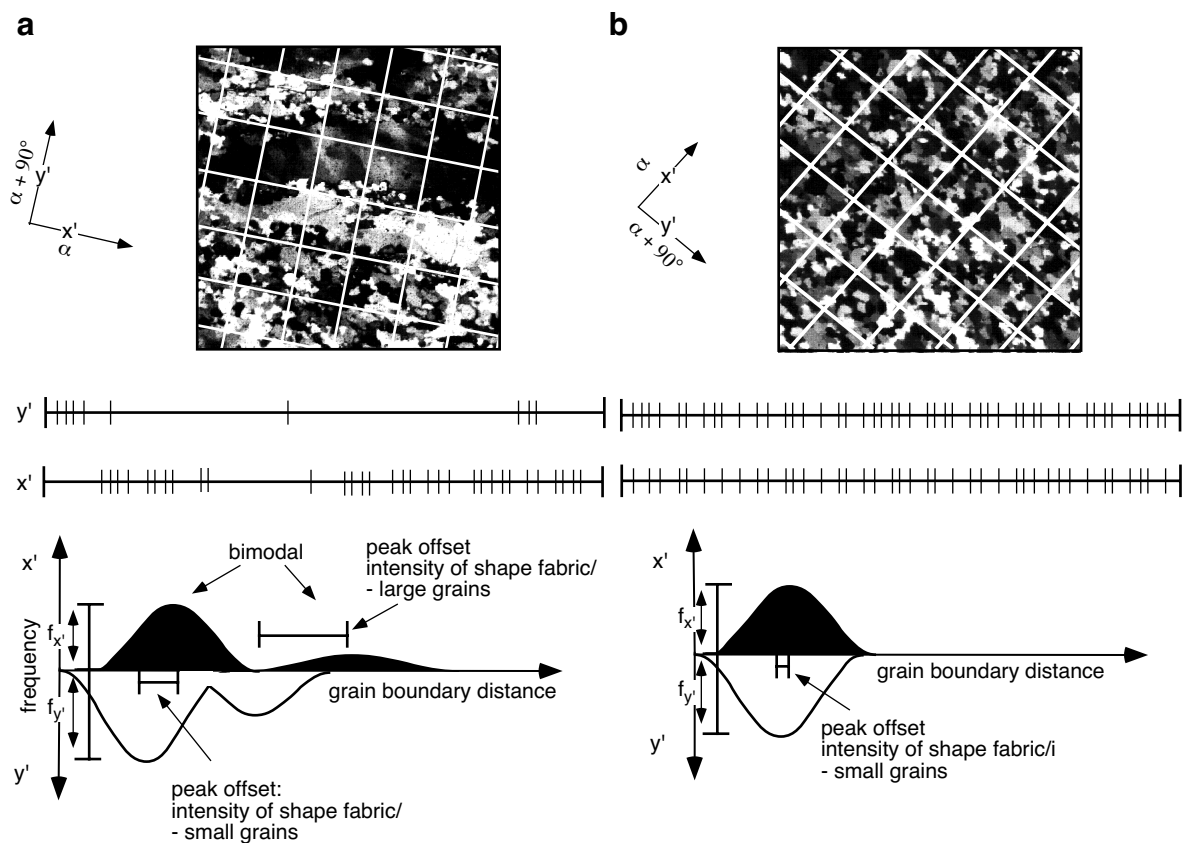 a
b
α + 90°
y'
x'
α
α
x'
y'
α + 90°
y'
x'
x'
bimodal
peak offset
intensity of shape fabric/
- large grains
frequency
fx'
fy'
grain boundary distance
y'
peak offset:
intensity of shape fabric/
- small grains
x'
fx'
fy'
grain boundary distance
y'
peak offset
intensity of shape fabric/i
- small grains